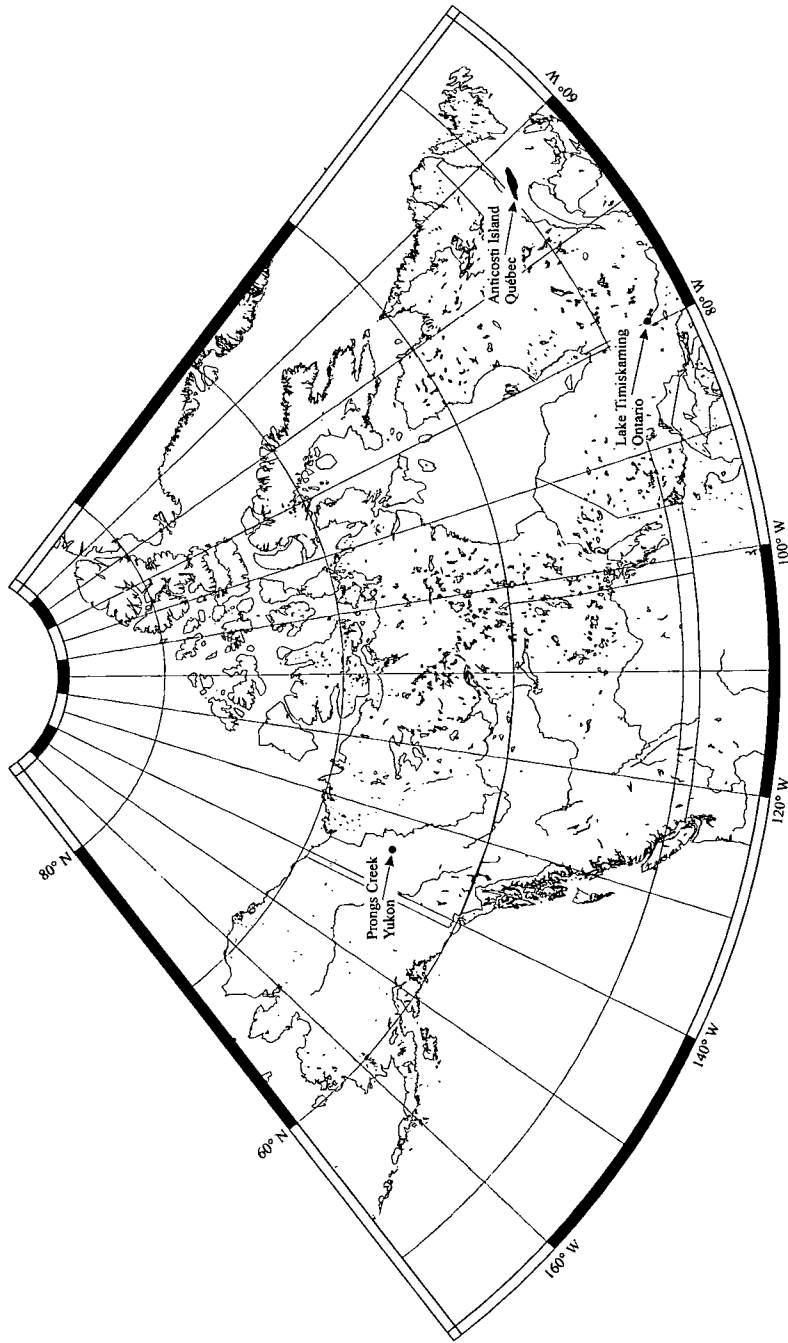 80° N
60° N
160° W
140° W
120° W
100° W
80° W
60° W
Prongs Creek
Yukon
Lake Timiskaming
Ontario
Anticosti Island
Québec